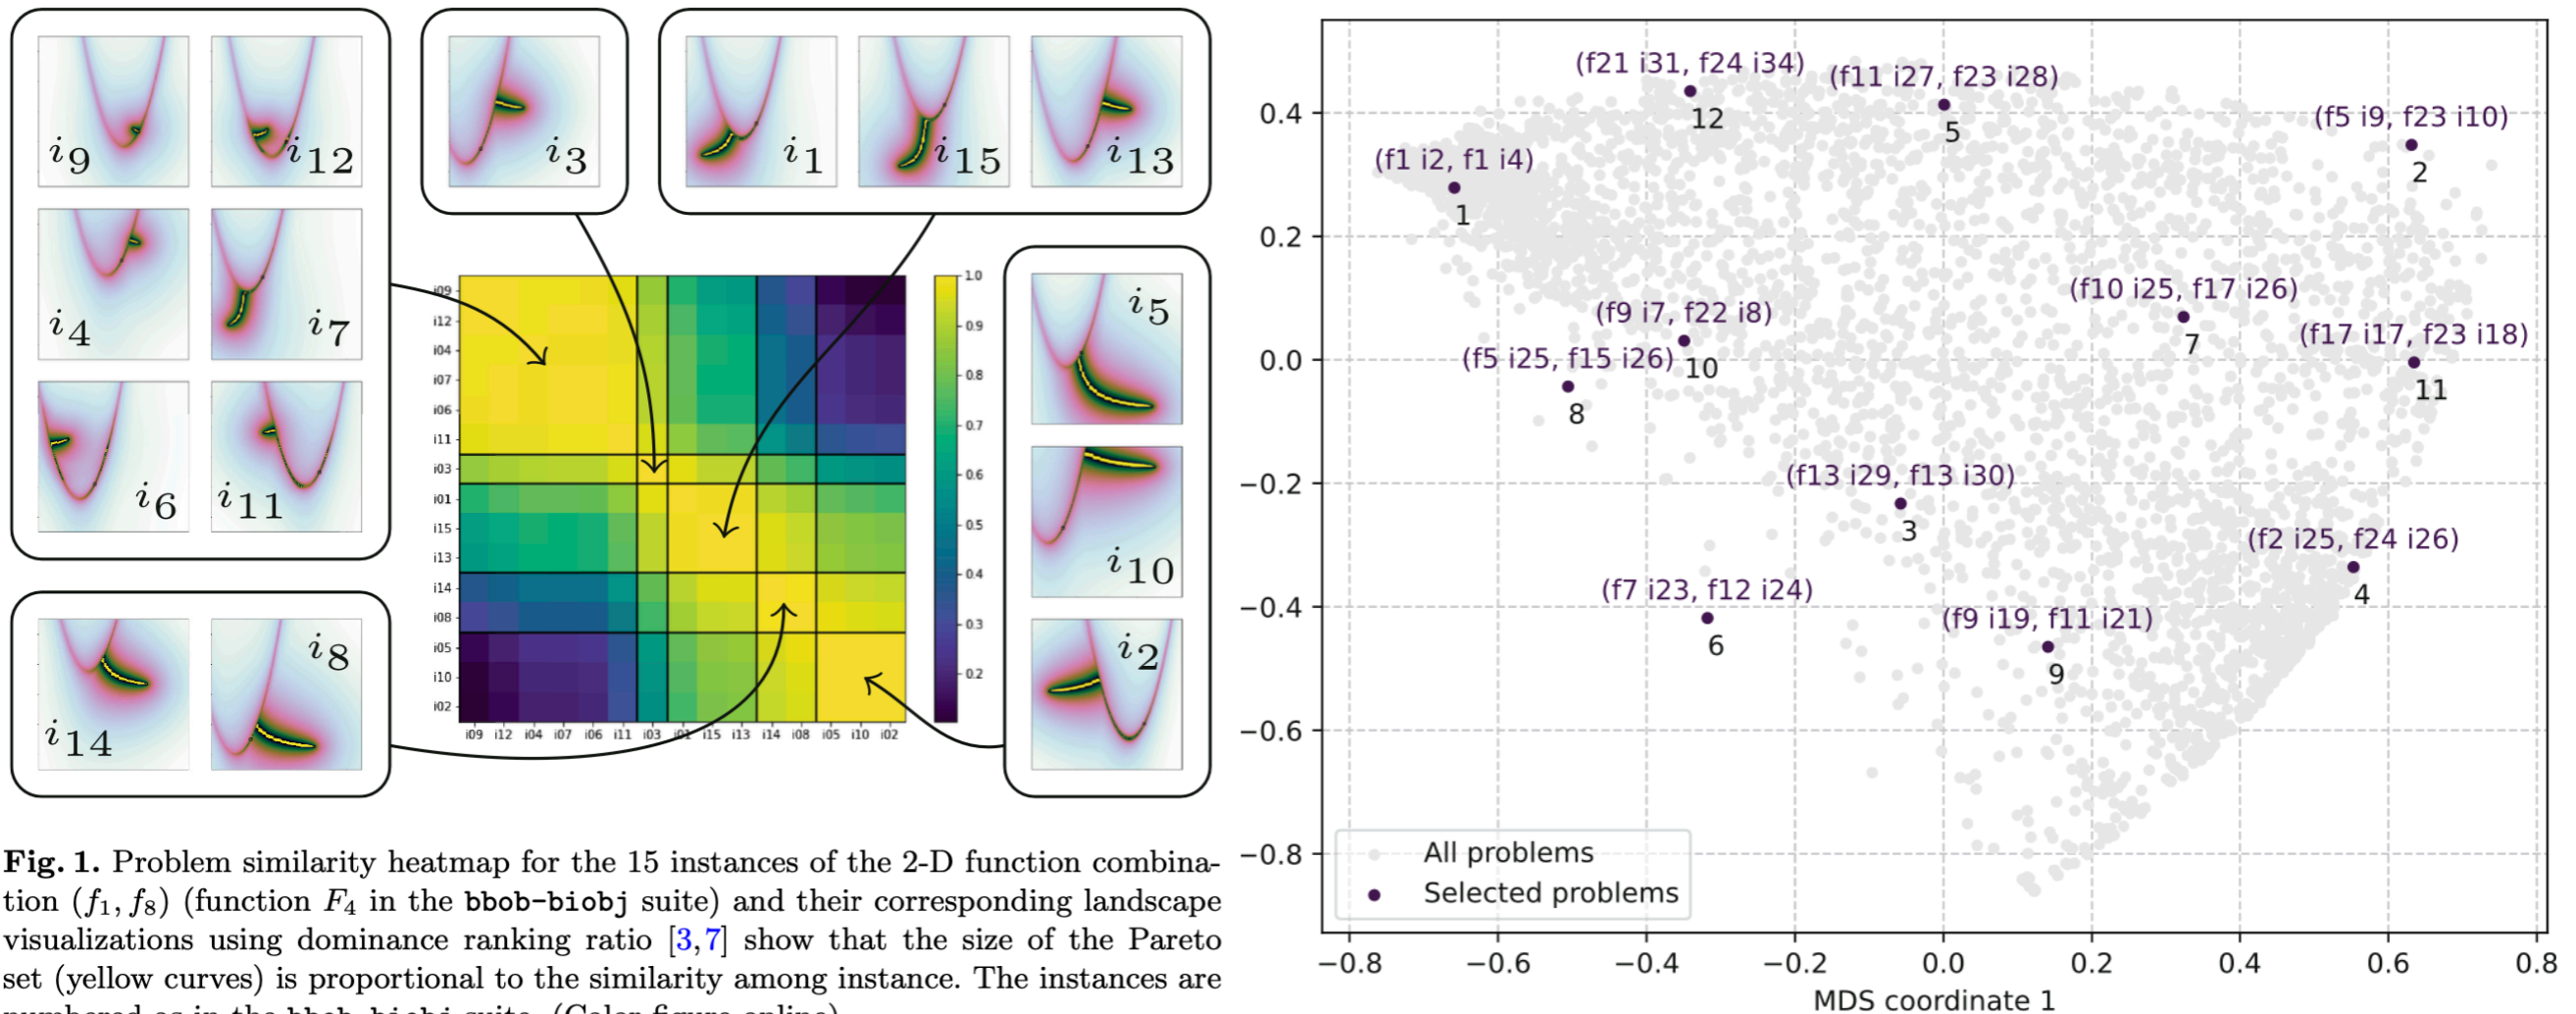 i9
i12
i4
i7
i6
i11
i3
i1
i15
i13
i5
i10
i2
i14
i8
i09
i12
i04
i07
i06
i11
i03
i01
i15
i13
i14
i08
i05
i10
i02
i09 i12 i04 i07 i06 i11 i03 i01 i15 i13 i14 i08 i05 i10 i02
1.0
0.9
0.8
0.7
0.6
0.5
0.4
0.3
0.2
Fig. 1. Problem similarity heatmap for the 15 instances of the 2-D function combina-
tion (f1, f8) (function F4 in the bbob-biobj suite) and their corresponding landscape
visualizations using dominance ranking ratio [3,7] show that the size of the Pareto
set (yellow curves) is proportional to the similarity among instance. The instances are
numbered as in the bbob-biobj suite. (Color figure online)
0.4
0.2
0.0
−0.2
−0.4
−0.6
−0.8
(f21 i31, f24 i34)
12
(f11 i27, f23 i28)
5
(f5 i9, f23 i10)
2
(f1 i2, f1 i4)
1
(f10 i25, f17 i26)
7
(f9 i7, f22 i8)
10
(f17 i17, f23 i18)
11
(f5 i25, f15 i26)
8
(f13 i29, f13 i30)
3
(f2 i25, f24 i26)
4
(f7 i23, f12 i24)
6
(f9 i19, f11 i21)
9
All problems
Selected problems
−0.8 −0.6 −0.4 −0.2 0.0 0.2 0.4 0.6 0.8
MDS coordinate 1